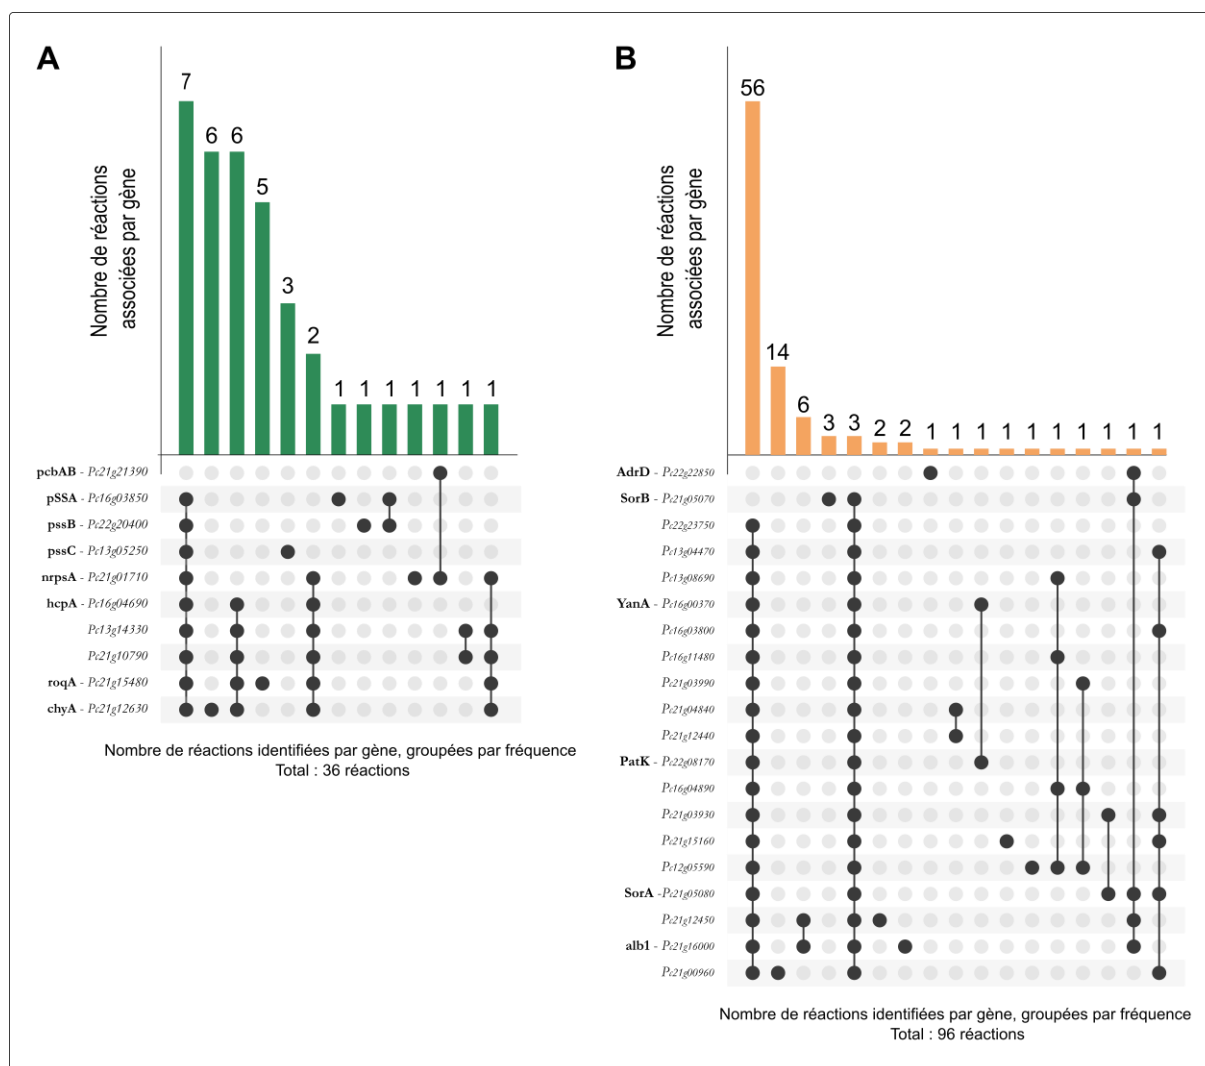 A
7
6 6
5
3
2
1 1 1 1 1 1 1
Nombre de réactions
associées par gène
pcbAB - Pc21g21390
pSSA - Pc16g03850
pssB - Pc22g20400
pssC - Pc13g05250
nrpsA - Pc21g01710
hcpA - Pc16g04690
Pc13g14330
Pc21g10790
roqA - Pc21g15480
chyA - Pc21g12630
Nombre de réactions identifiées par gène, groupées par fréquence
Total : 36 réactions
B
56
14
6
3 3
2 2
1 1 1 1 1 1 1 1 1 1
Nombre de réactions
associées par gène
AdrD - Pc22g22850
SorB - Pc21g05070
Pc22g23750
Pc13g04470
Pc13g08690
YanA - Pc16g00370
Pc16g03800
Pc16g11480
Pc21g03990
Pc21g04840
Pc21g12440
PatK - Pc22g08170
Pc16g04890
Pc21g03930
Pc21g15160
Pc12g05590
SorA -Pc21g05080
Pc21g12450
alb1 - Pc21g16000
Pc21g00960
Nombre de réactions identifiées par gène, groupées par fréquence
Total : 96 réactions